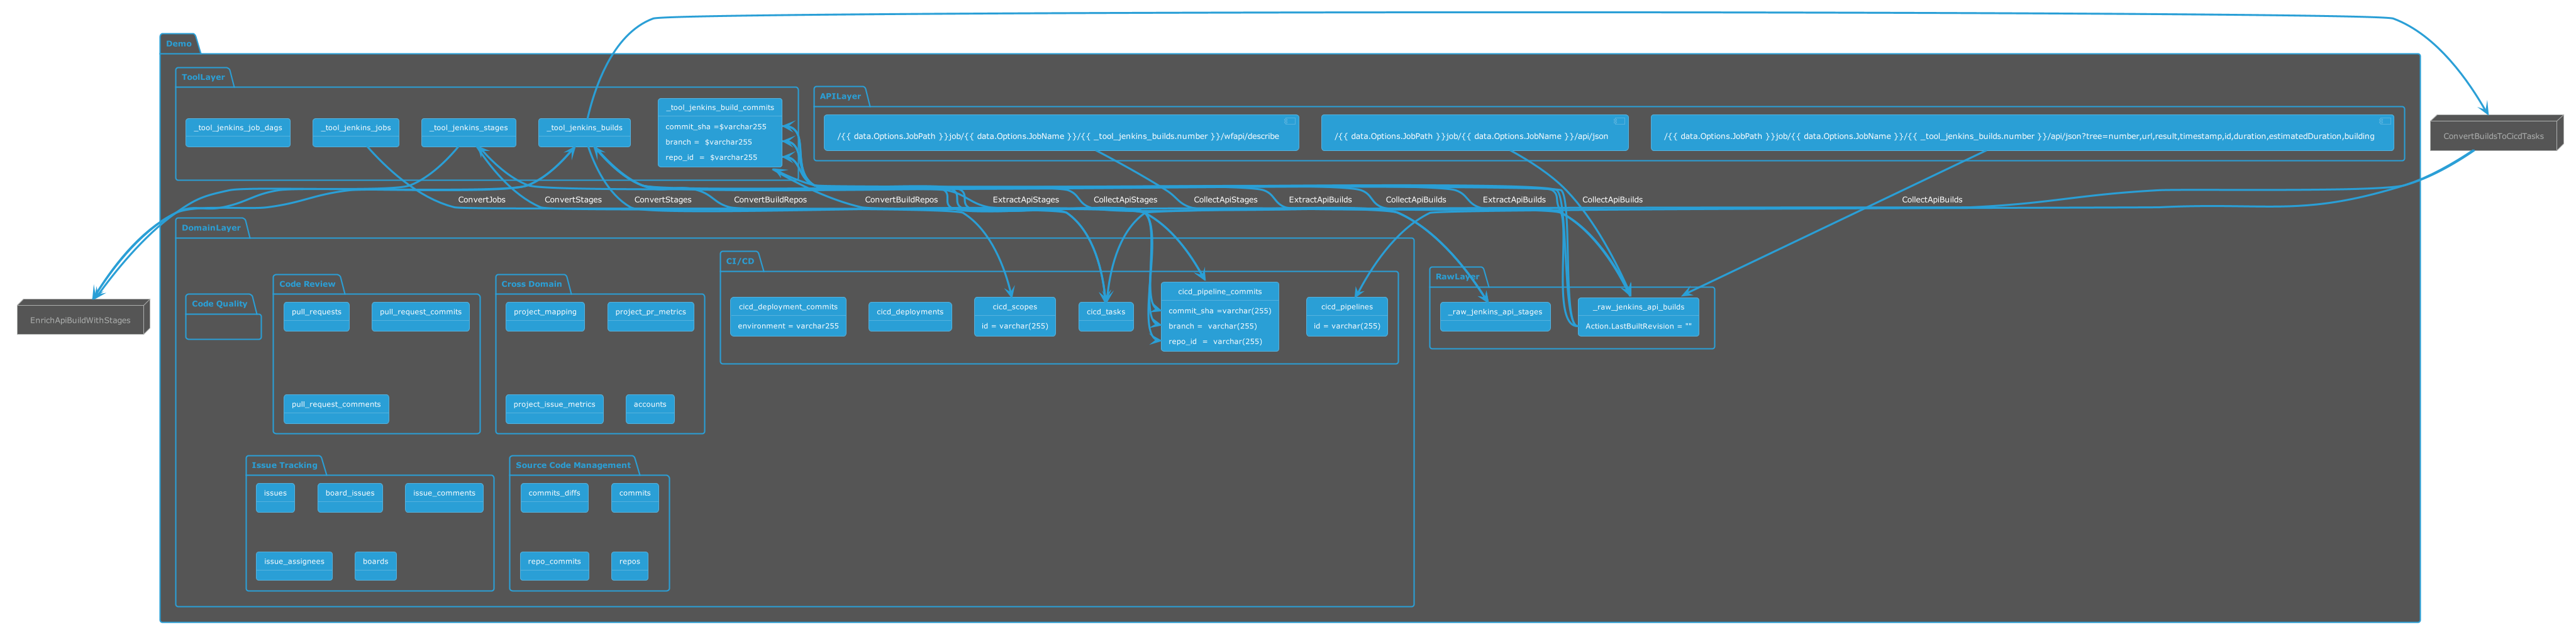 Demo
ToolLayer
_tool_jenkins_job_dags
_tool_jenkins_jobs
_tool_jenkins_stages
_tool_jenkins_builds
_tool_jenkins_build_commits
commit_sha =$varchar255
branch =  $varchar255
repo_id  =  $varchar255
APILayer
/{{ data.Options.JobPath }}job/{{ data.Options.JobName }}/{{ _tool_jenkins_builds.number }}/wfapi/describe
/{{ data.Options.JobPath }}job/{{ data.Options.JobName }}/api/json
/{{ data.Options.JobPath }}job/{{ data.Options.JobName }}/{{ _tool_jenkins_builds.number }}/api/json?tree=number,url,result,timestamp,id,duration,estimatedDuration,building
ConvertBuildsToCicdTasks
ConvertJobs
ConvertStages
ConvertStages
ConvertBuildRepos
ConvertBuildRepos
ExtractApiStages
CollectApiStages
CollectApiStages
ExtractApiBuilds
CollectApiBuilds
ExtractApiBuilds
CollectApiBuilds
CollectApiBuilds
DomainLayer
Code Quality
Code Review
pull_requests
pull_request_commits
pull_request_comments
Cross Domain
project_mapping
project_pr_metrics
project_issue_metrics
accounts
CI/CD
cicd_deployment_commits
environment = varchar255
cicd_deployments
cicd_scopes
id = varchar(255)
cicd_tasks
cicd_pipeline_commits
commit_sha =varchar(255)
branch =  varchar(255)
repo_id  =  varchar(255)
cicd_pipelines
id = varchar(255)
RawLayer
_raw_jenkins_api_stages
_raw_jenkins_api_builds
Action.LastBuiltRevision = ""
EnrichApiBuildWithStages
Issue Tracking
issues
board_issues
issue_comments
issue_assignees
boards
Source Code Management
commits_diffs
commits
repo_commits
repos